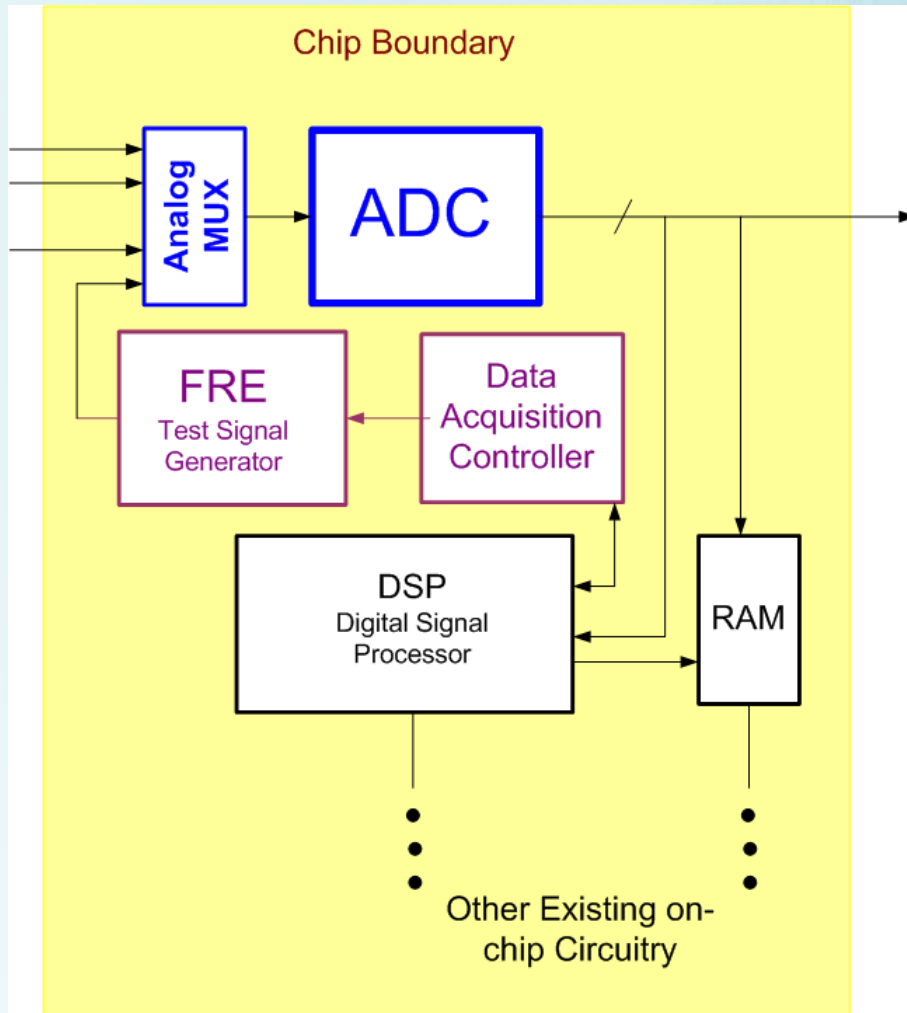 Chip Boundary
Analog
MUX
ADC
FRE
Test Signal
Generator
Data
Acquisition
Controller
DSP
Digital Signal
Processor
RAM
Other Existing on-
chip Circuitry